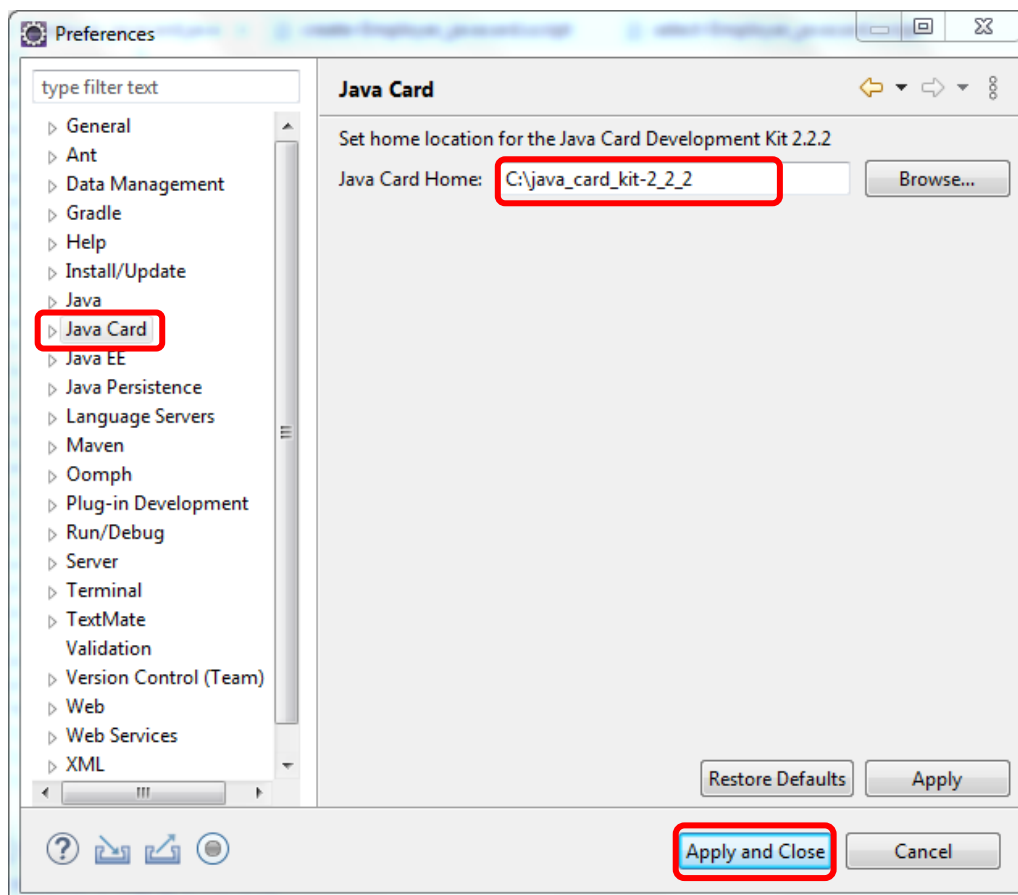 Preferences
type filter text
General
Ant
Data Management
Gradle
Help
Install/Update
Java
Java Card
Java EE
Java Persistence
Language Servers
Maven
Oomph
Plug-in Development
Run/Debug
Server
Terminal
TextMate
Validation
Version Control (Team)
Web
Web Services
XML
Java Card
Set home location for the Java Card Development Kit 2.2.2
Java Card Home: C:\java_card_kit-2_2_2 Browse...
Restore Defaults Apply
Apply and Close Cancel